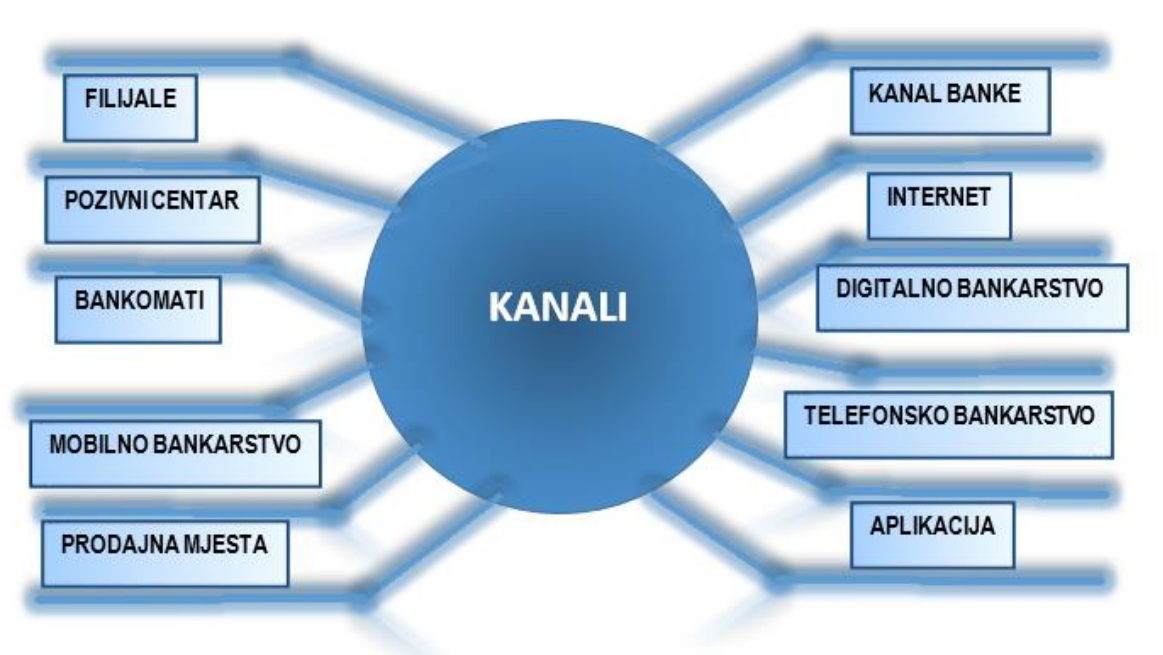 FILIJALE
POZIVNI CENTAR
BANKOMATI
MOBILNO BANKARSTVO
PRODAJNA MJESTA
KANALI
KANAL BANKE
INTERNET
DIGITALNO BANKARSTVO
TELEFONSKO BANKARSTVO
APLIKACIJA